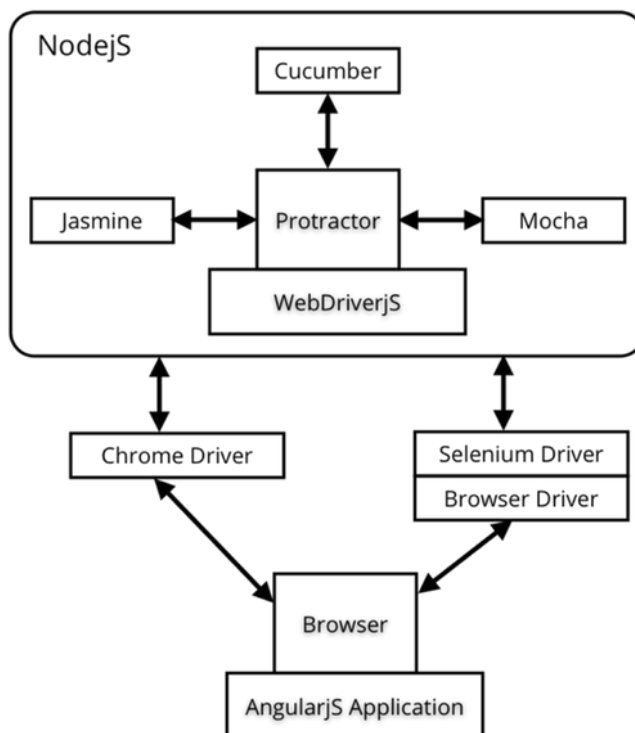 NodejS
Cucumber
Jasmine
Protractor
Mocha
WebDriverjS
Chrome Driver
Selenium Driver
Browser Driver
Browser
AngularjS Application